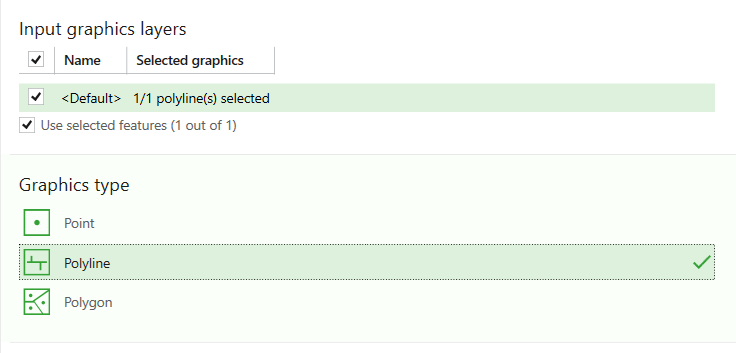 Input graphics layers
Name Selected graphics
<Default> 1/1 polyline(s) selected
Use selected features (1 out of 1)
Graphics type
Point
Polyline
Polygon